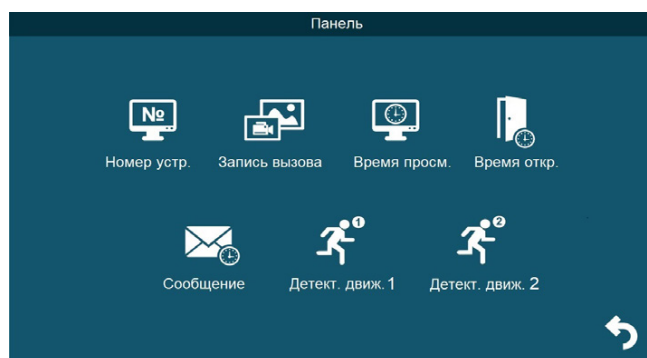 Панель
№
Номер устр. Запись вызова Время просм. Время откр.
1 2
Сообщение Детект. движ. 1 Детект. движ. 2